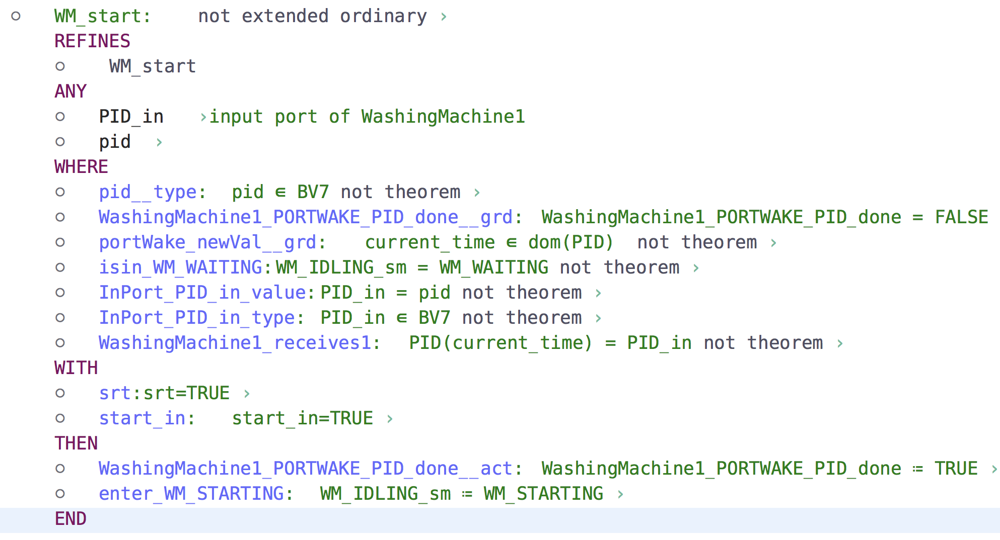 WM_start: not extended ordinary ›
REFINES
WM_start
ANY
PID_in ›input port of WashingMachine1
pid ›
WHERE
pid__type: pid ∈ BV7 not theorem ›
WashingMachine1_PORTWAKE_PID_done__grd: WashingMachine1_PORTWAKE_PID_done = FALSE
portWake_newVal__grd: current_time ∈ dom(PID) not theorem ›
isin_WM_WAITING:WM_IDLING_sm = WM_WAITING not theorem ›
InPort_PID_in_value:PID_in = pid not theorem ›
InPort_PID_in_type: PID_in ∈ BV7 not theorem ›
WashingMachine1_receives1: PID(current_time) = PID_in not theorem ›
WITH
srt:srt=TRUE ›
start_in: start_in=TRUE ›
THEN
WashingMachine1_PORTWAKE_PID_done__act: WashingMachine1_PORTWAKE_PID_done ≔ TRUE ›
enter_WM_STARTING: WM_IDLING_sm ≔ WM_STARTING ›
END